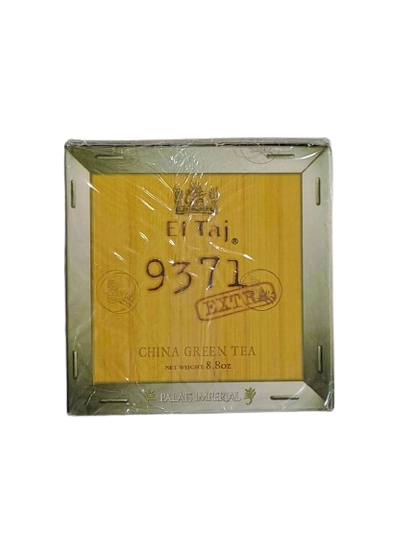 El Taj®
9371
EXTRA
CHINA GREEN TEA
NET WEIGHT: 8.8oz
PALAIS IMPERIAL